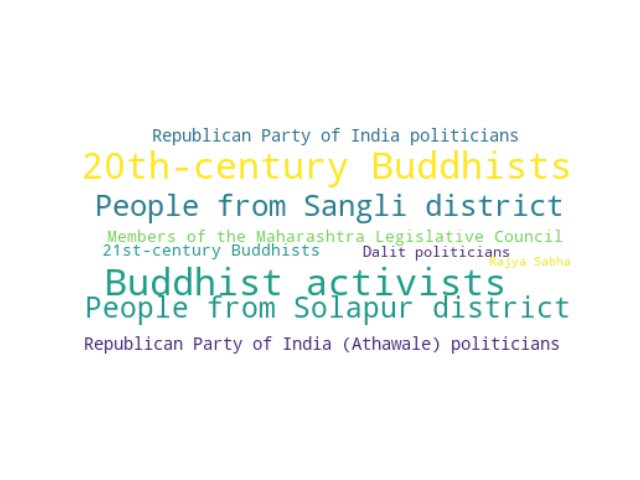 Republican Party of India politicians
20th-century Buddhists
People from Sangli district
Members of the Maharashtra Legislative Council
21st-century Buddhists
Dalit politicians
Rajya Sabha
Buddhist activists
People from Solapur district
Republican Party of India (Athawale) politicians